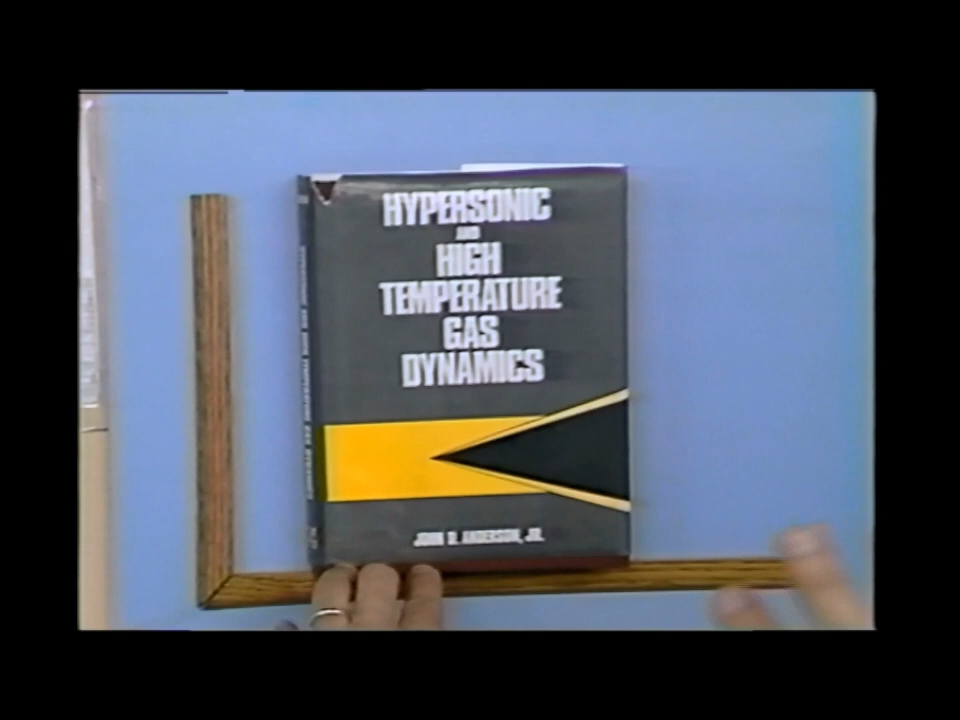 HYPERSONIC
AND
HIGH
TEMPERATURE
GAS
DYNAMICS
JOHN D. ANDERSON, JR.